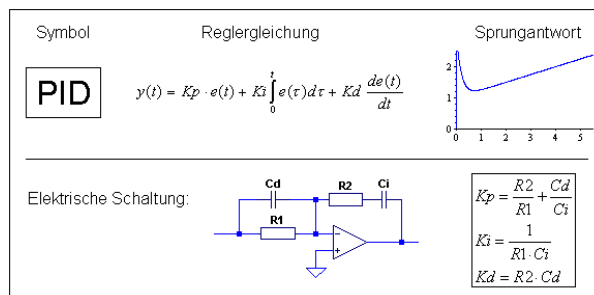 Symbol Reglergleichung Sprungantwort
PID
y(t) = Kp · e(t) + Ki ∫₀ᵗ e(τ)dτ + Kd de(t)/dt
2
1
0
0 1 2 3 4 5
Elektrische Schaltung:
Cd R2 Ci
R1
−
+
Kp = R2/R1 + Cd/Ci
Ki = 1/(R1·Ci)
Kd = R2·Cd